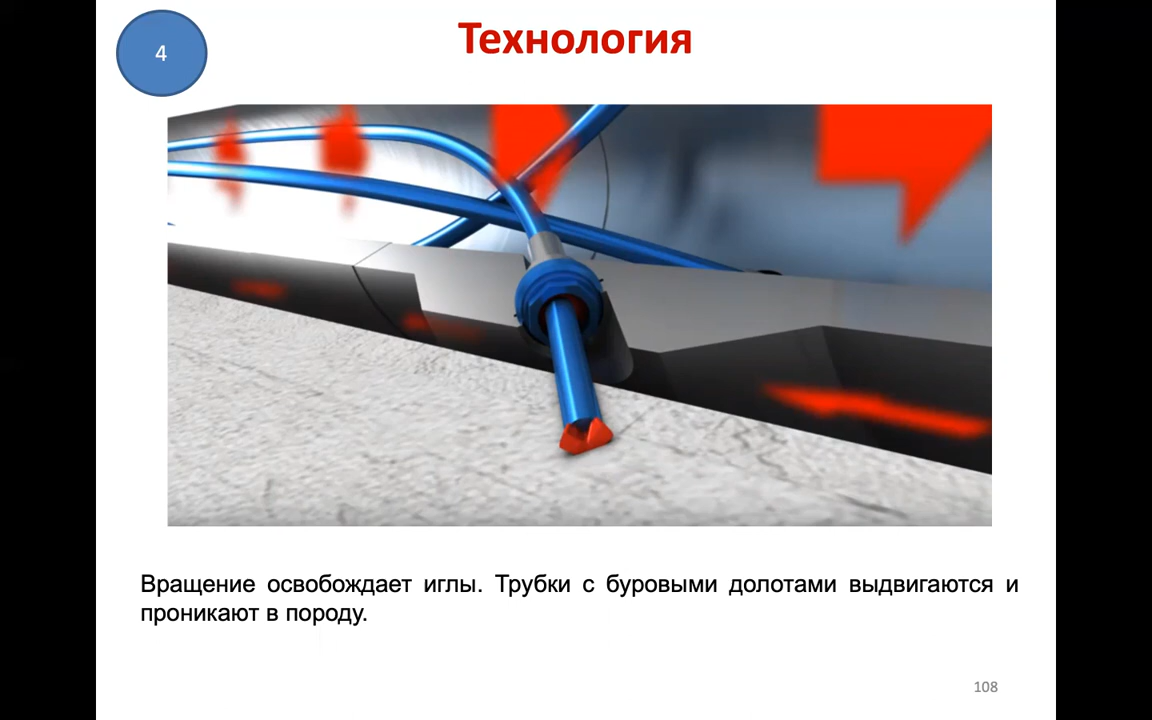 4
Технология
Вращение освобождает иглы. Трубки с буровыми долотами выдвигаются и
проникают в породу.
108